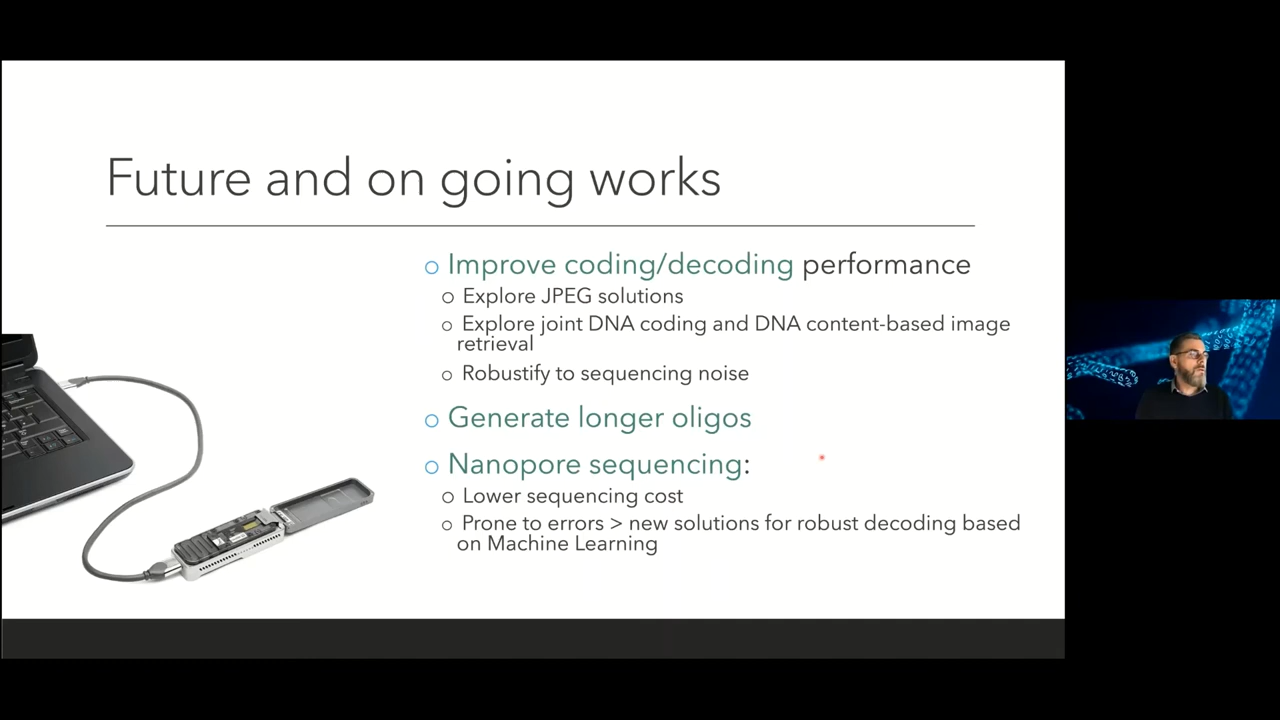 Future and on going works
Improve coding/decoding performance
Explore JPEG solutions
Explore joint DNA coding and DNA content-based image
retrieval
Robustify to sequencing noise
Generate longer oligos
Nanopore sequencing:
Lower sequencing cost
Prone to errors > new solutions for robust decoding based
on Machine Learning